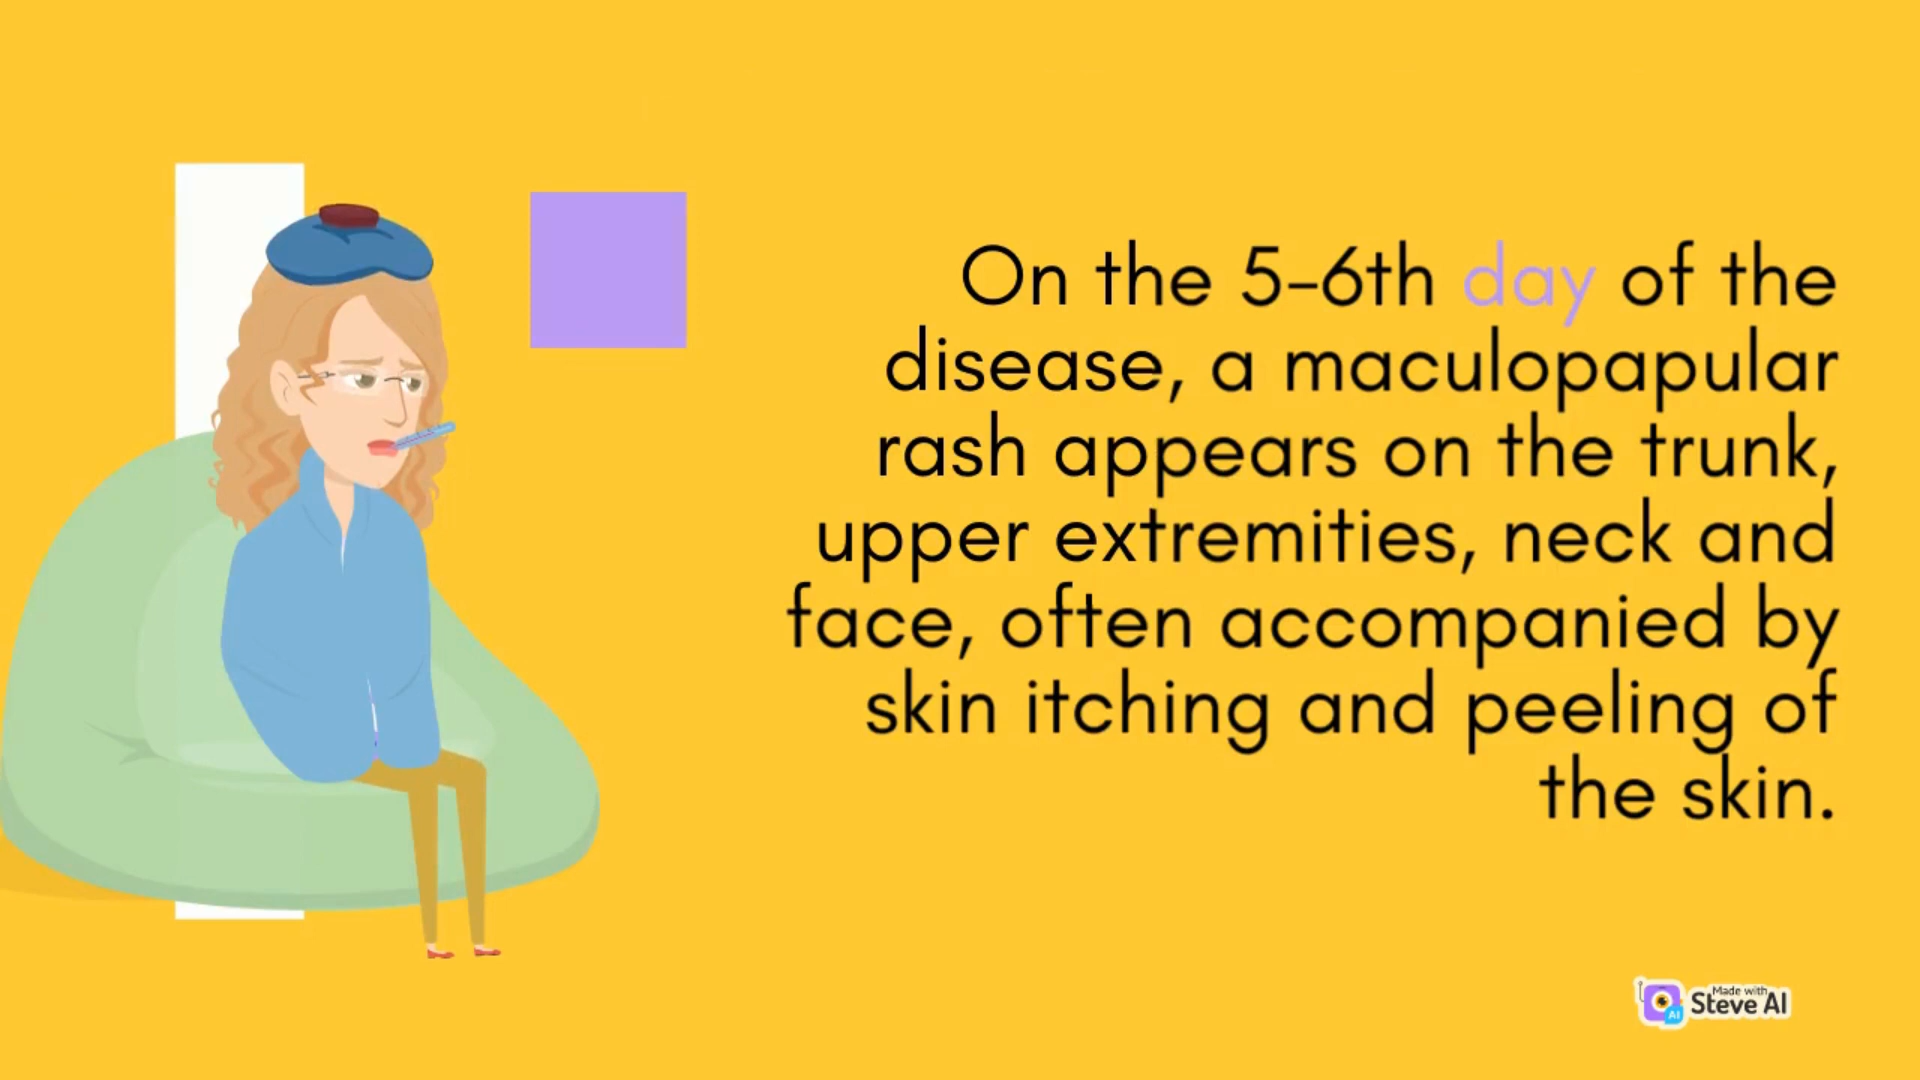 On the 5-6th day of the
disease, a maculopapular
rash appears on the trunk,
upper extremities, neck and
face, often accompanied by
skin itching and peeling of
the skin.
Made with
Steve AI
AI